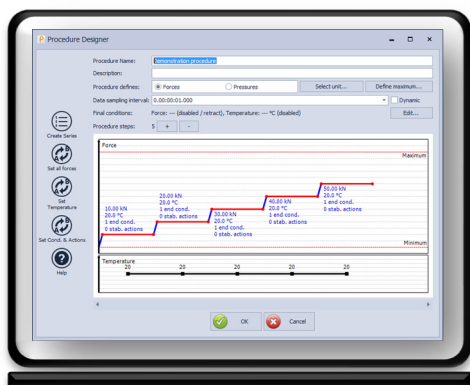 Procedure Designer
Procedure Name: Demonstration procedure
Description:
Procedure defines: Forces Pressures Select unit... Define maximum....
Data sampling interval: 0.00:00:01.000 Dynamic
Final conditions: Force: --- (disabled / retract), Temperature: --- °C (disabled) Edit...
Procedure steps: 5 + -
Create Series
Set all forces
Set
Temperature
Set Cond. & Actions
Help
Force
Maximum
10.00 kN
20.0 °C
1 end cond.
0 stab. actions
20.00 kN
20.0 °C
1 end cond.
0 stab. actions
30.00 kN
20.0 °C
1 end cond.
0 stab. actions
40.00 kN
20.0 °C
1 end cond.
0 stab. actions
50.00 kN
20.0 °C
1 end cond.
0 stab. actions
Minimum
Temperature
20 20 20 20 20
OK Cancel